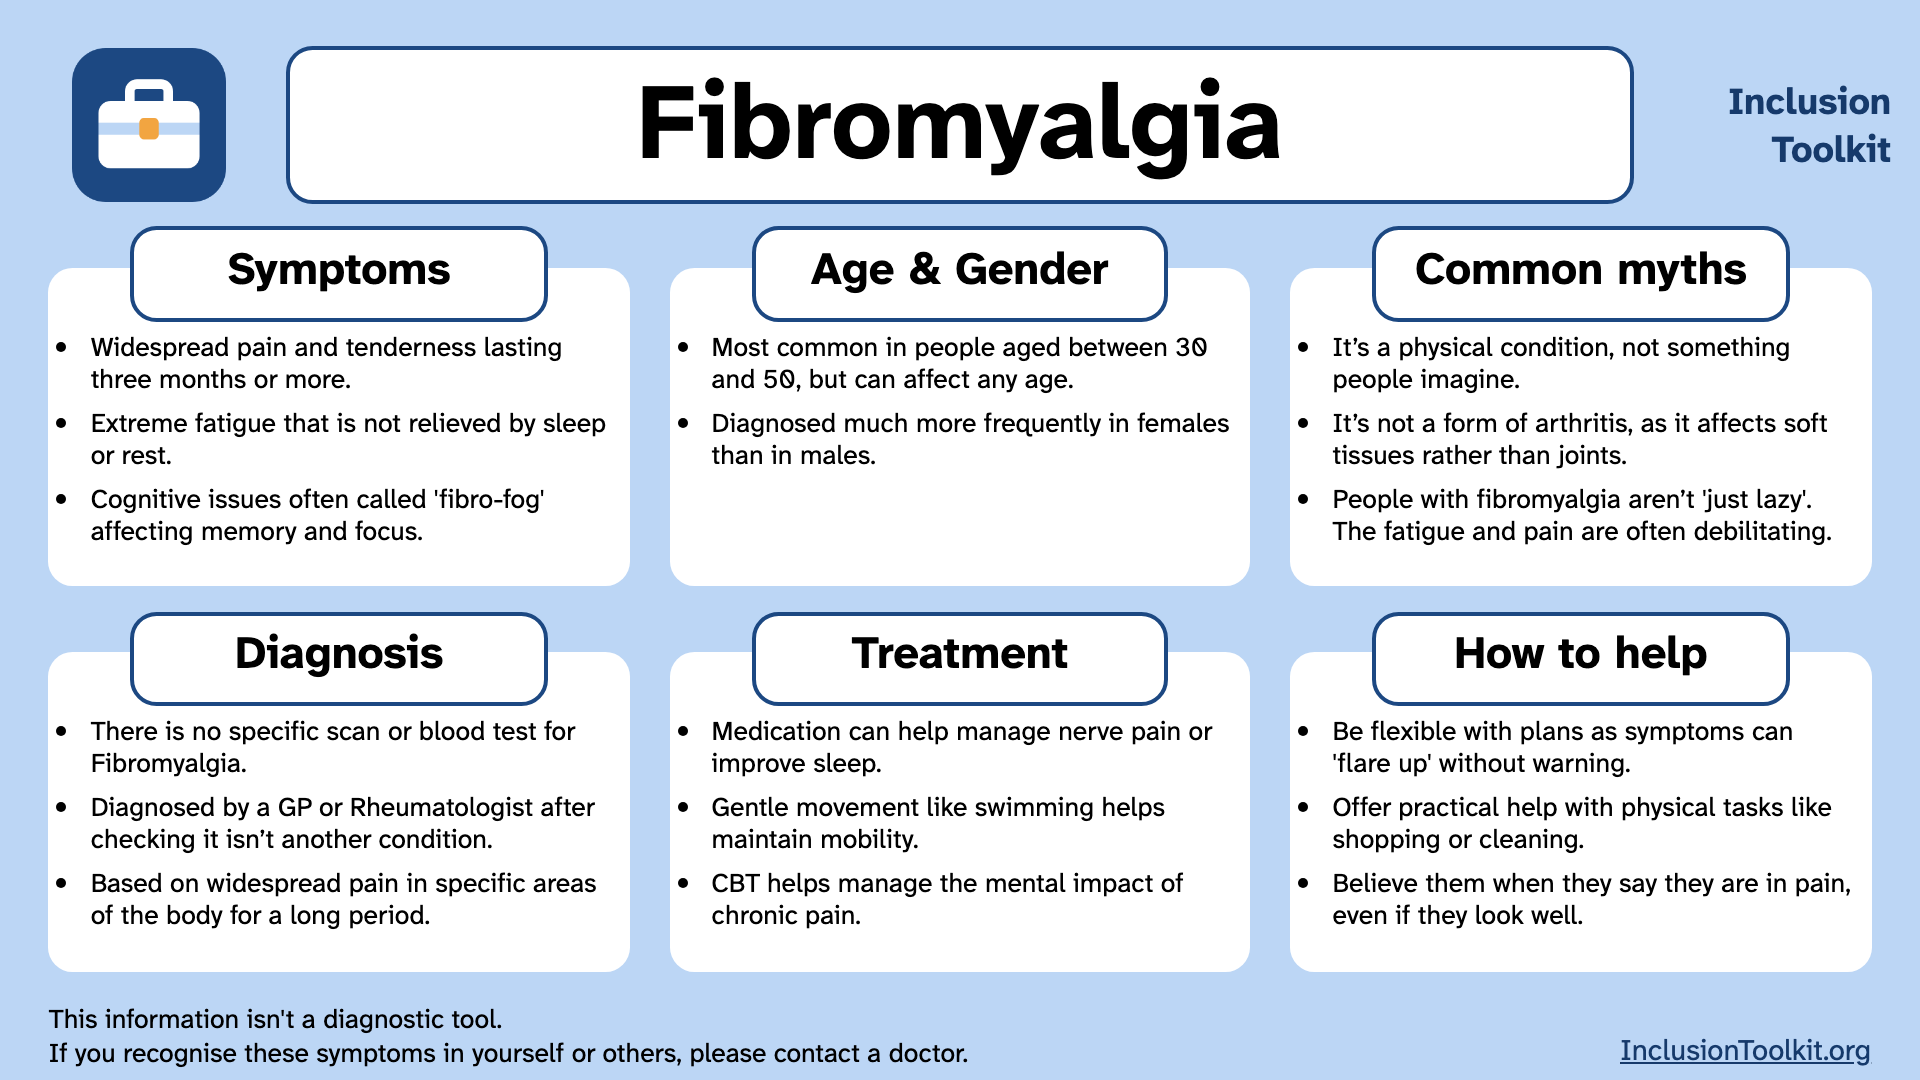 Fibromyalgia
Inclusion
Toolkit
Symptoms
• Widespread pain and tenderness lasting
three months or more.
• Extreme fatigue that is not relieved by sleep
or rest.
• Cognitive issues often called 'fibro-fog'
affecting memory and focus.
Age & Gender
• Most common in people aged between 30
and 50, but can affect any age.
• Diagnosed much more frequently in females
than in males.
Common myths
• It’s a physical condition, not something
people imagine.
• It’s not a form of arthritis, as it affects soft
tissues rather than joints.
• People with fibromyalgia aren’t 'just lazy'.
The fatigue and pain are often debilitating.
Diagnosis
• There is no specific scan or blood test for
Fibromyalgia.
• Diagnosed by a GP or Rheumatologist after
checking it isn’t another condition.
• Based on widespread pain in specific areas
of the body for a long period.
Treatment
• Medication can help manage nerve pain or
improve sleep.
• Gentle movement like swimming helps
maintain mobility.
• CBT helps manage the mental impact of
chronic pain.
How to help
• Be flexible with plans as symptoms can
'flare up' without warning.
• Offer practical help with physical tasks like
shopping or cleaning.
• Believe them when they say they are in pain,
even if they look well.
This information isn't a diagnostic tool.
If you recognise these symptoms in yourself or others, please contact a doctor.
InclusionToolkit.org